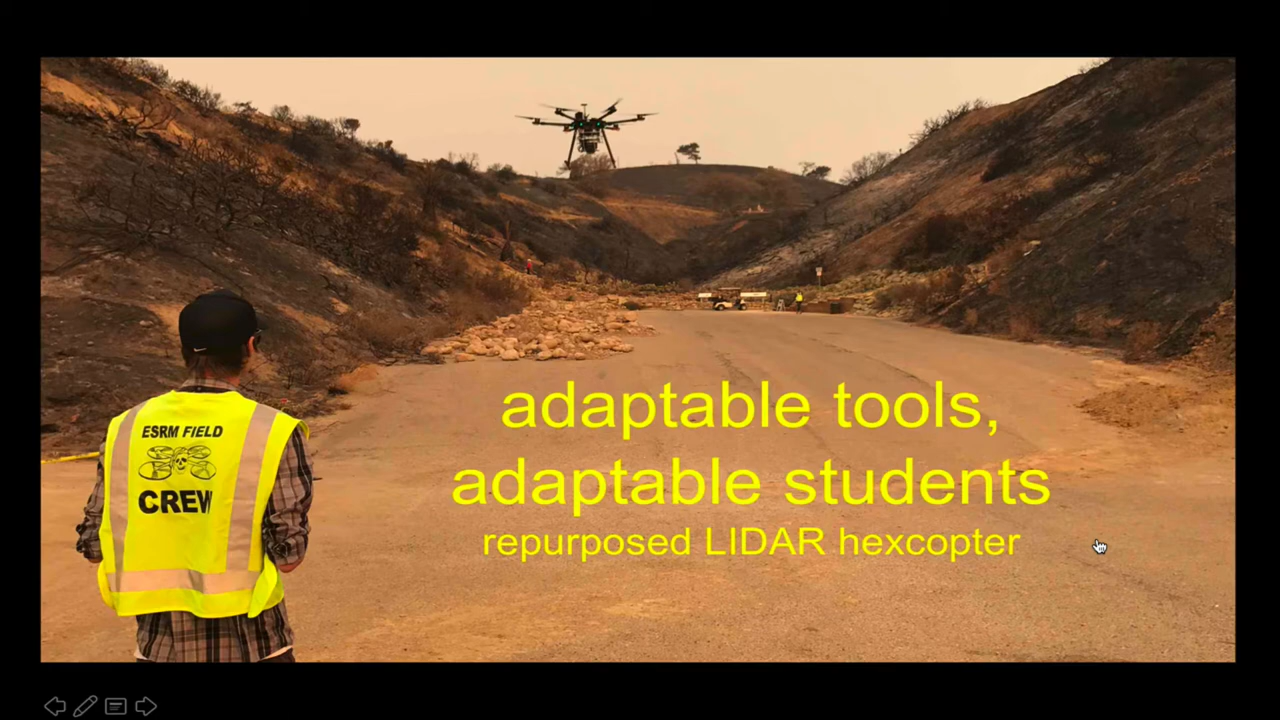 ESRM FIELD
CREW
adaptable tools,
adaptable students
repurposed LIDAR hexcopter